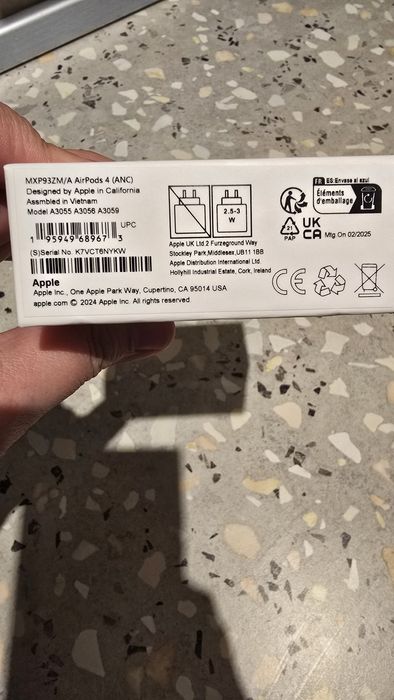 MXP93ZM/A AirPods 4 (ANC)
Designed by Apple in California
Assmbled in Vietnam
Model A3055 A3056 A3059
UPC
1 95949 68967 3
(S)Serial No. K7VCT6NYKW
Apple
Apple Inc., One Apple Park Way, Cupertino, CA 95014 USA
apple.com © 2024 Apple Inc. All rights reserved.
2.5-3
W
Apple UK Ltd.2 Furzeground Way
Stockley Park,Middlesex,UB11 1BB
Apple Distribution International Ltd.
Hollyhill Industrial Estate, Cork, Ireland
FR ES:Envase al azul
Éléments
d'emballage
21
PAP
UK
CA
Mfg.On 02/2025
CE